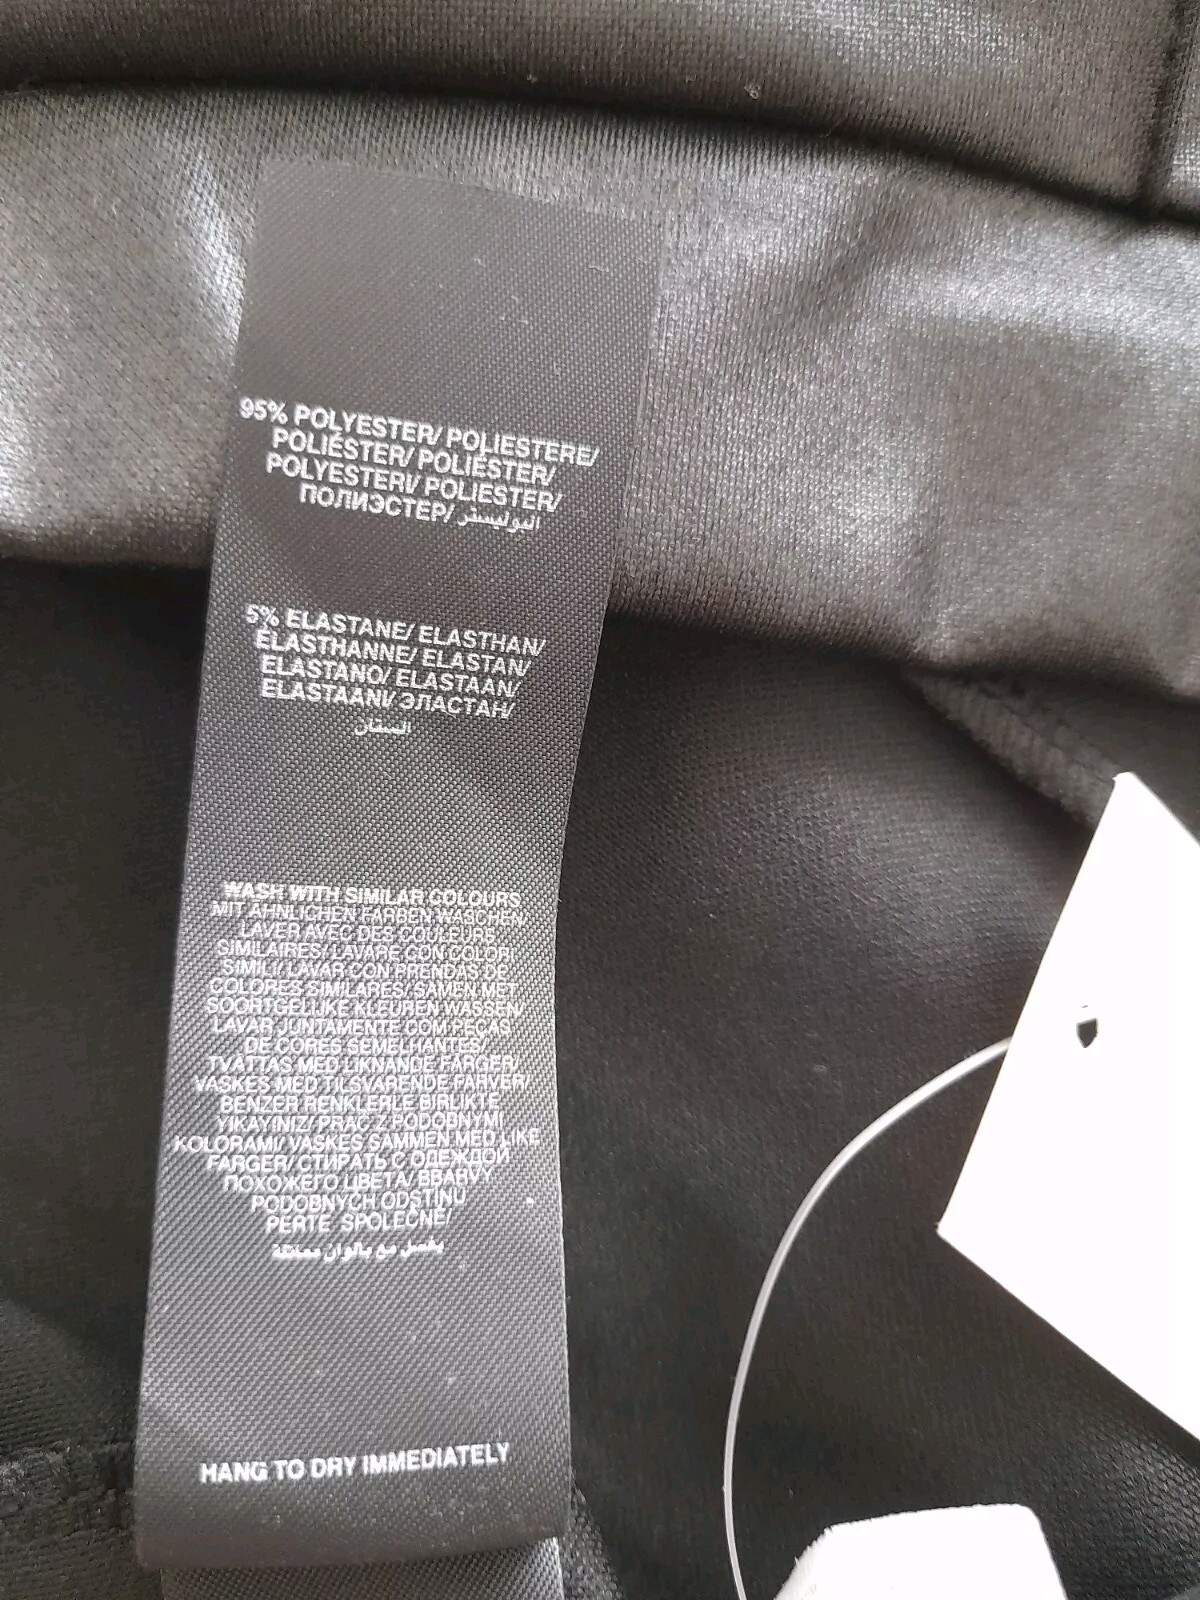 95% POLYESTER/ POLIESTERE/
POLIÉSTER/ POLIÉSTER/
POLYESTERI/ POLIESTER/
ПОЛИЭСТЕР/ البوليستر
5% ELASTANE/ ELASTHAN/
ÉLASTHANNE/ ELASTAN/
ELASTANO/ ELASTAAN/
ELASTAANI/ ЭЛАСТАН/
الستان
WASH WITH SIMILAR COLOURS
MIT ÄHNLICHEN FARBEN WASCHEN/
LAVER AVEC DES COULEURS
SIMILAIRES/ LAVARE CON COLORI
SIMILI/ LAVAR CON PRENDAS DE
COLORES SIMILARES/ SAMEN MET
SOORTGELIJKE KLEUREN WASSEN/
LAVAR JUNTAMENTE COM PEÇAS
DE CORES SEMELHANTES/
TVÄTTAS MED LIKNANDE FÄRGER/
VASKES MED TILSVARENDE FARVER/
BENZER RENKLERLE BIRLIKTE
YIKAYINIZ/ PRAĆ Z PODOBNYMI
KOLORAMI/ VASKES SAMMEN MED LIKE
FARGER/ СТИРАТЬ С ОДЕЖДОЙ
ПОХОЖЕГО ЦВЕТА/ BBARVY
PODOBNÝCH ODSTÍNU
PERTE SPOLEČNĚ/
يغسل مع بالوان مماثلة
HANG TO DRY IMMEDIATELY